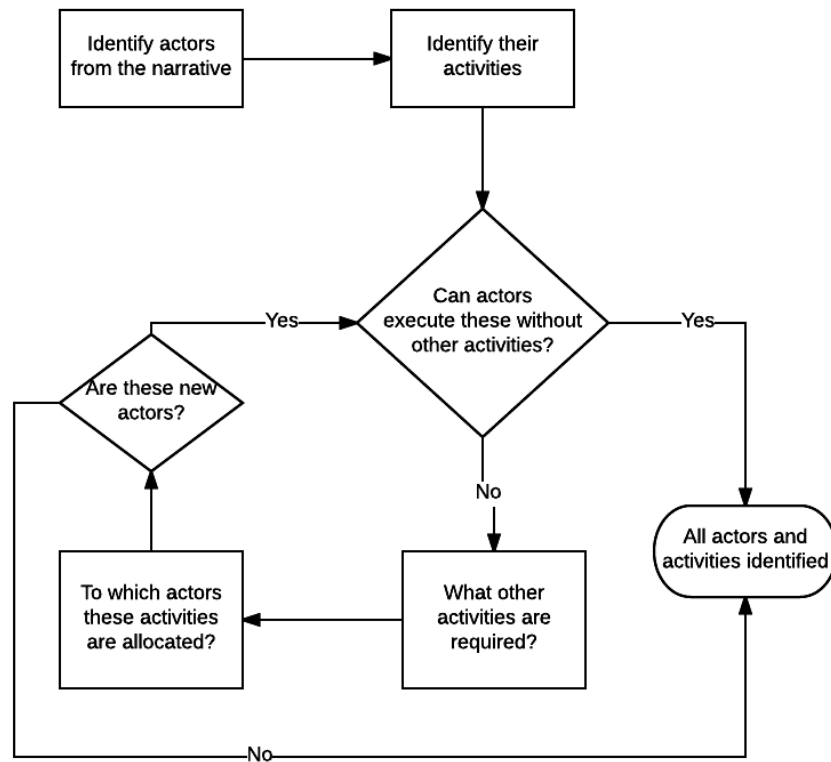 Identify actors
from the narrative
Identify their
activities
Can actors
execute these without
other activities?
Yes
Yes
Are these new
actors?
No
All actors and
activities identified
To which actors
these activities
are allocated?
What other
activities are
required?
No